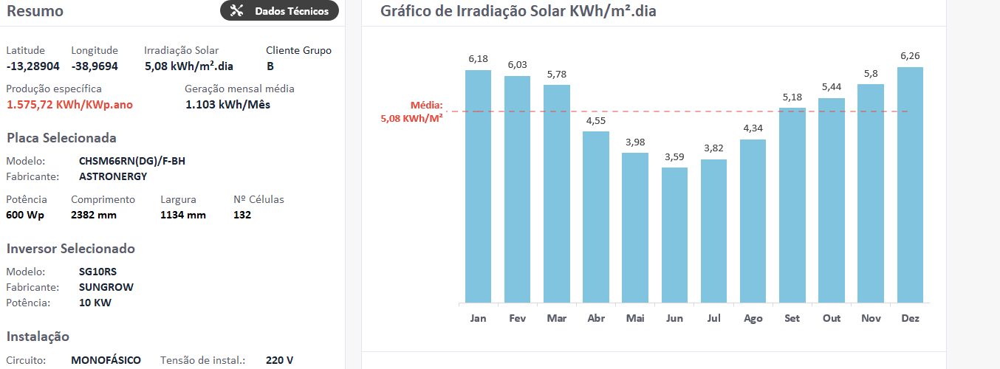 Resumo
Dados Técnicos
Latitude Longitude Irradiação Solar Cliente Grupo
-13,28904 -38,9694 5,08 kWh/m².dia B
Produção específica Geração mensal média
1.575,72 KWh/KWp.ano 1.103 kWh/Mês
Placa Selecionada
Modelo: CHSM66RN(DG)/F-BH
Fabricante: ASTRONERGY
Potência Comprimento Largura Nº Células
600 Wp 2382 mm 1134 mm 132
Inversor Selecionado
Modelo: SG10RS
Fabricante: SUNGROW
Potência: 10 KW
Instalação
Circuito: MONOFÁSICO Tensão de instal.: 220 V
Gráfico de Irradiação Solar KWh/m².dia
6,18 6,03 5,78 4,55 3,98 3,59 3,82 4,34 5,18 5,44 5,8 6,26
Média:
5,08 KWh/M²
Jan Fev Mar Abr Mai Jun Jul Ago Set Out Nov Dez